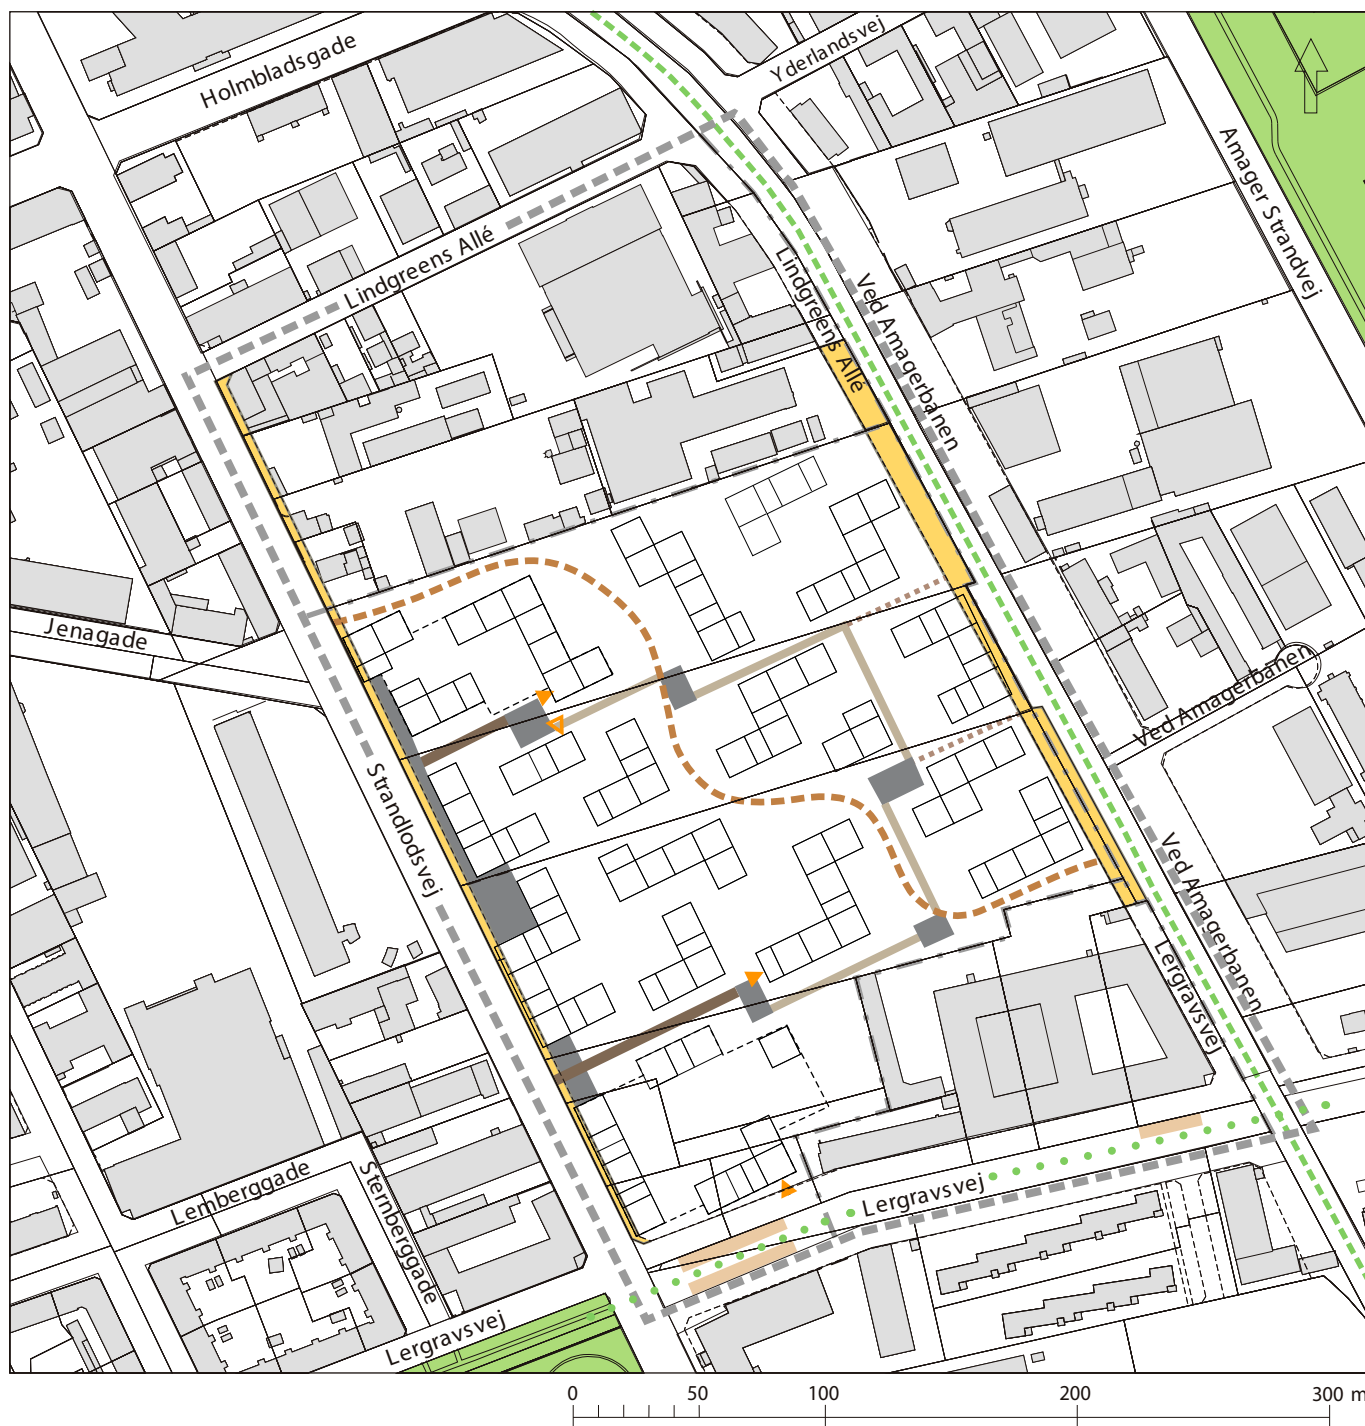 Holmbladsgade
Yderlandsvej
Amager Strandvej
Lindgreens Allé
Lindgreens Allé
Ved Amagerbanen
Jenagade
Ved Amagerbanen
Strandlodsvej
Ved Amagerbanen
Lergravsvej
Lemberggade
Sternberggade
Lergravsvej
Lergravsvej
0 50 100 200 300 m